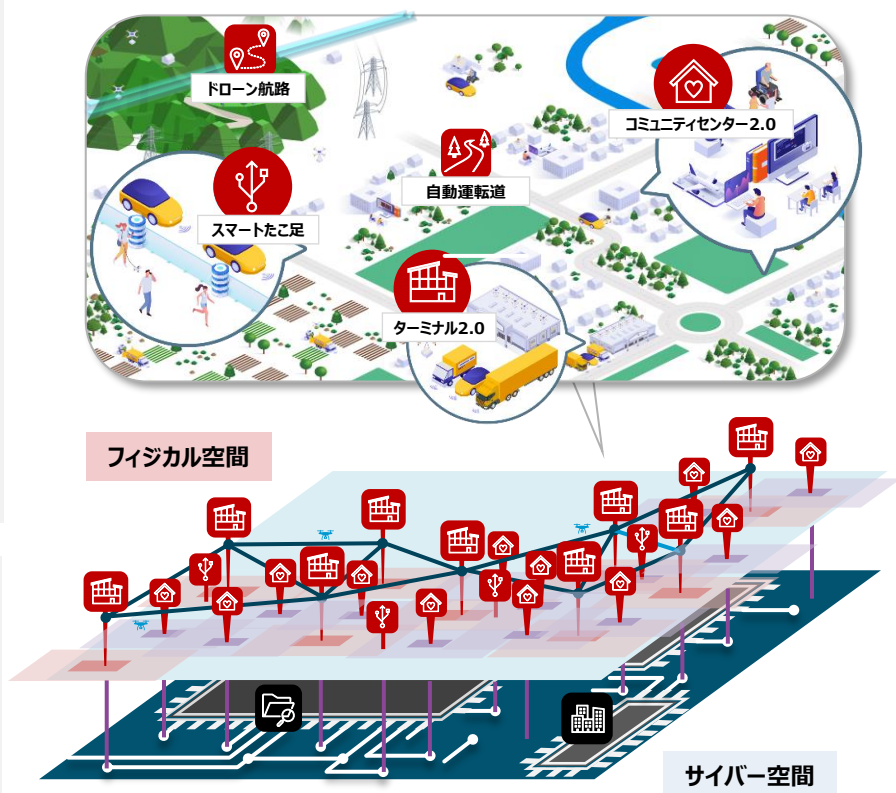 ドローン航路
コミュニティセンター2.0
自動運転道
スマートたこ足
ターミナル2.0
フィジカル空間
サイバー空間